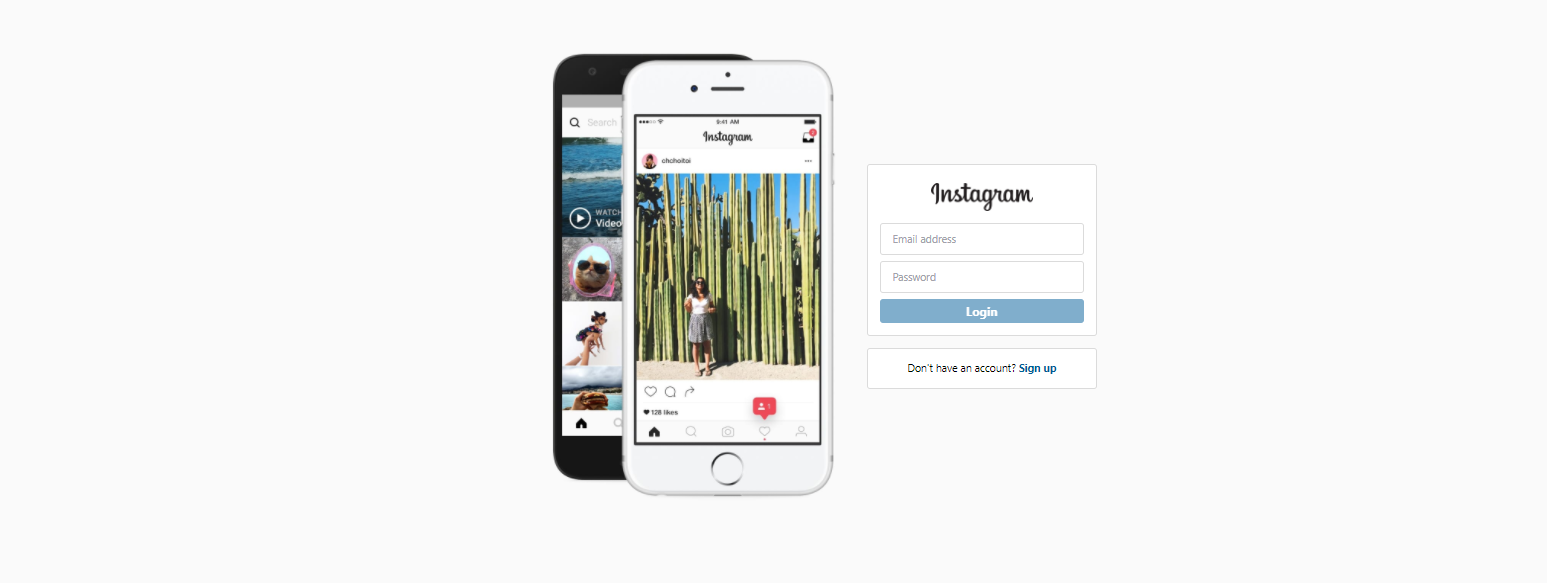 Search
WATCH
Video
9:41 AM
Instagram
chchoitoi
128 likes
1
Instagram
Email address
Password
Login
Don't have an account? Sign up